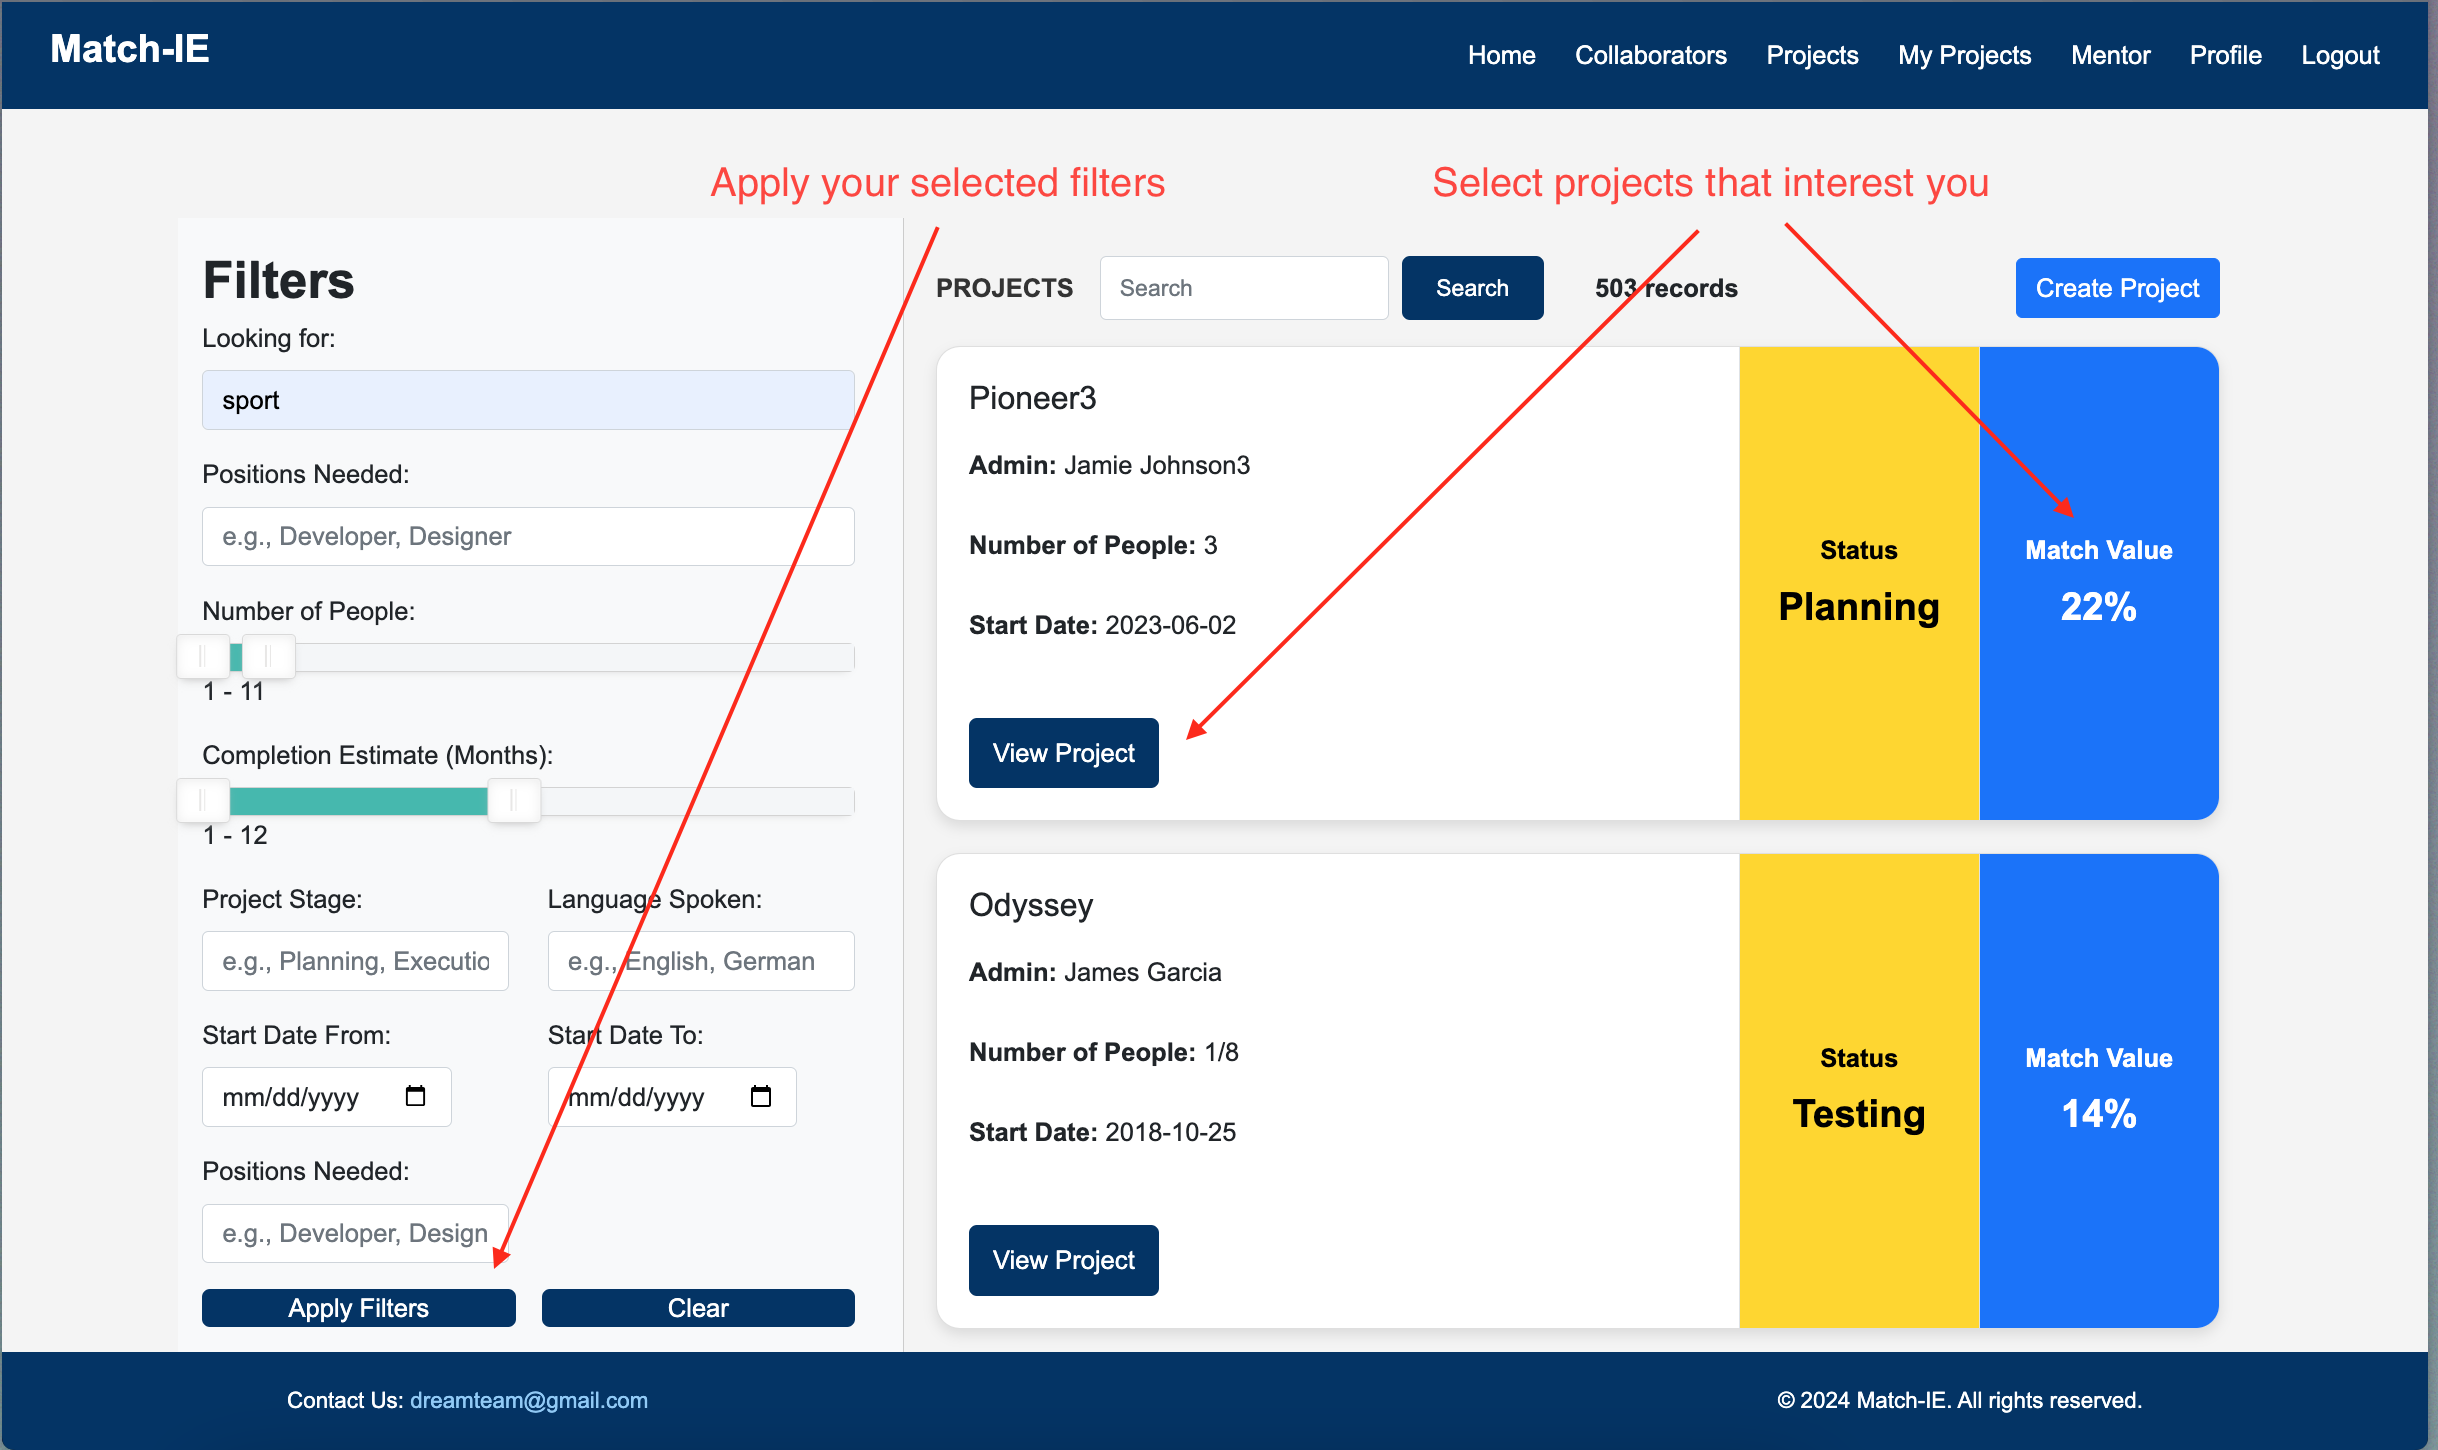 Match-IE
Home Collaborators Projects My Projects Mentor Profile Logout
Apply your selected filters
Select projects that interest you
Filters
Looking for:
sport
Positions Needed:
e.g., Developer, Designer
Number of People:
1 - 11
Completion Estimate (Months):
1 - 12
Project Stage: Language Spoken:
e.g., Planning, Executio e.g., English, German
Start Date From: Start Date To:
mm/dd/yyyy mm/dd/yyyy
Positions Needed:
e.g., Developer, Design
Apply Filters Clear
PROJECTS Search Search 503 records Create Project
Pioneer3
Admin: Jamie Johnson3
Number of People: 3
Start Date: 2023-06-02
View Project
Status
Planning
Match Value
22%
Odyssey
Admin: James Garcia
Number of People: 1/8
Start Date: 2018-10-25
View Project
Status
Testing
Match Value
14%
Contact Us: dreamteam@gmail.com
© 2024 Match-IE. All rights reserved.